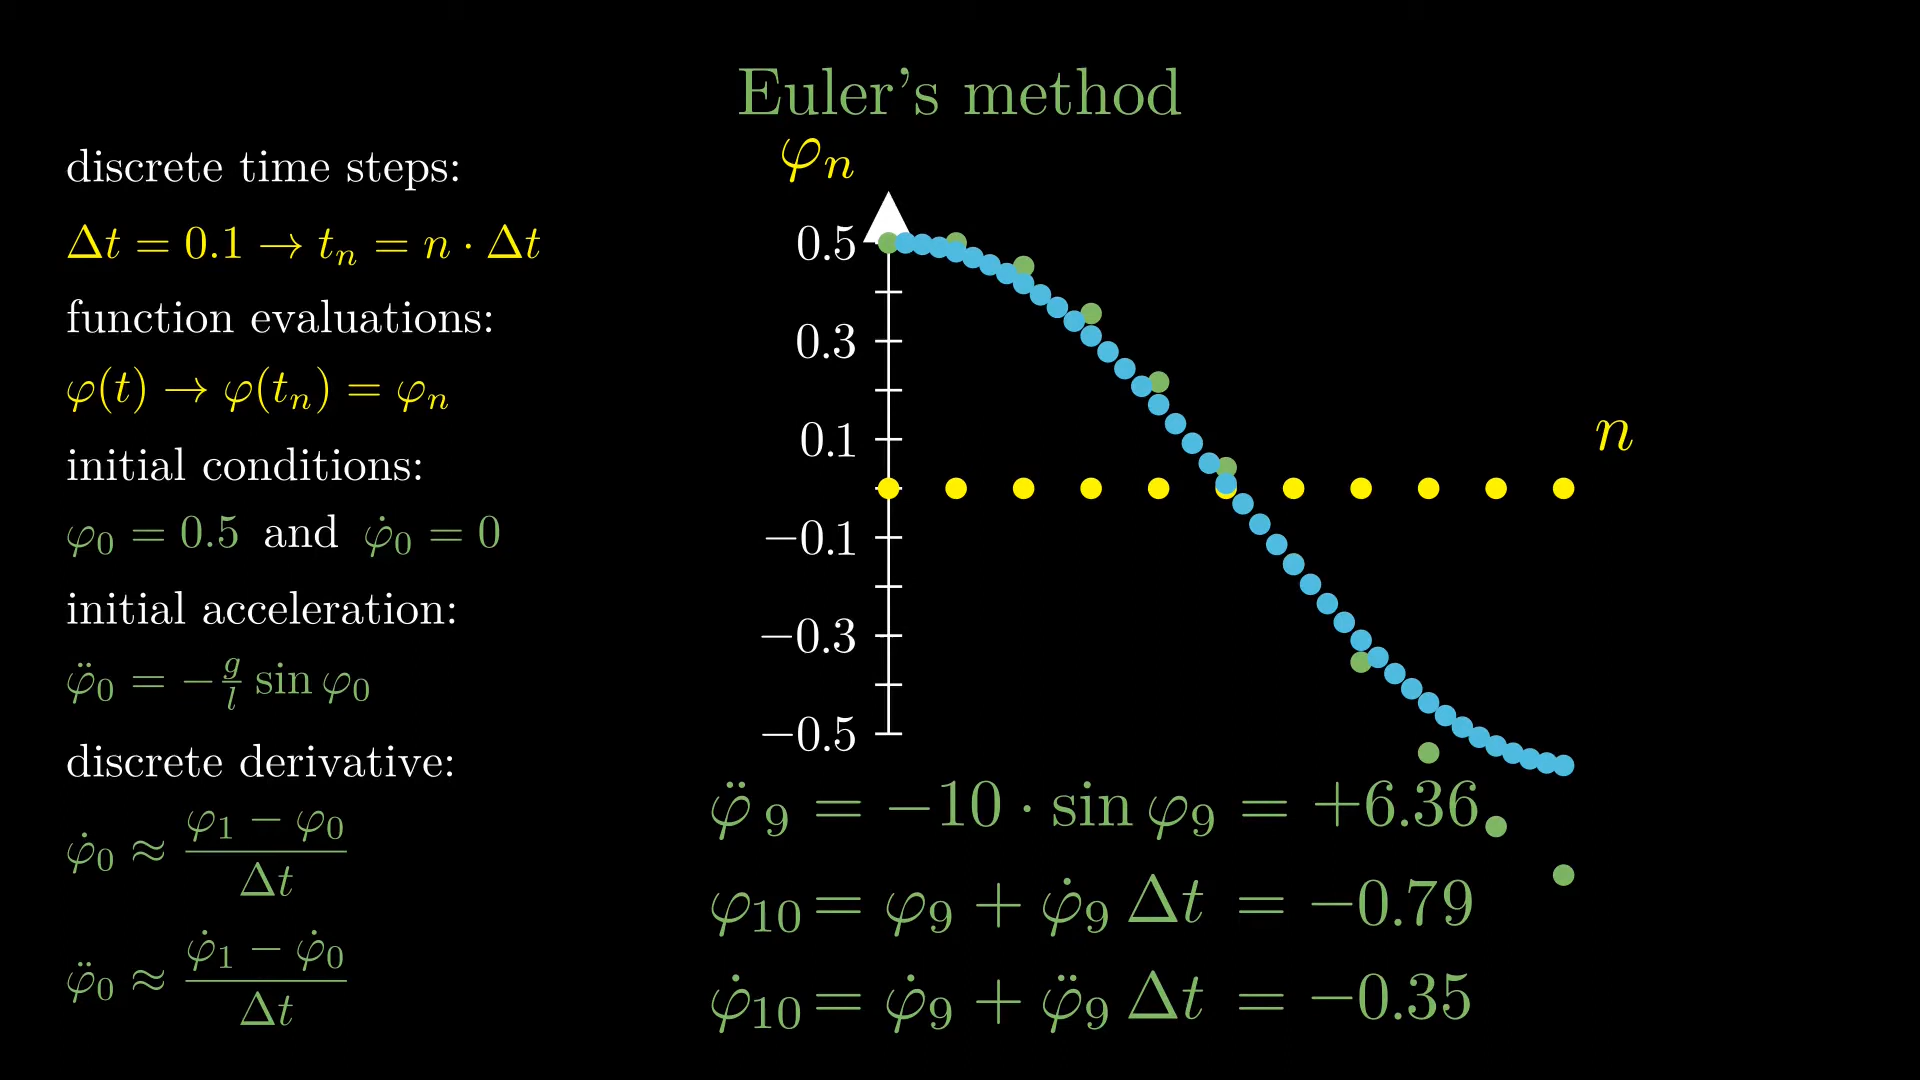 Euler's method
discrete time steps:
Δt = 0.1 → tₙ = n · Δt
function evaluations:
φ(t) → φ(tₙ) = φₙ
initial conditions:
φ₀ = 0.5 and φ̇₀ = 0
initial acceleration:
φ̈₀ = −g/l sin φ₀
discrete derivative:
φ̇₀ ≈ (φ₁ − φ₀)/Δt
φ̈₀ ≈ (φ̇₁ − φ̇₀)/Δt
φₙ
0.5
0.3
0.1
−0.1
−0.3
−0.5
n
φ̈₉ = −10 · sin φ₉ = +6.36
φ₁₀ = φ₉ + φ̇₉ Δt = −0.79
φ̇₁₀ = φ̇₉ + φ̈₉ Δt = −0.35